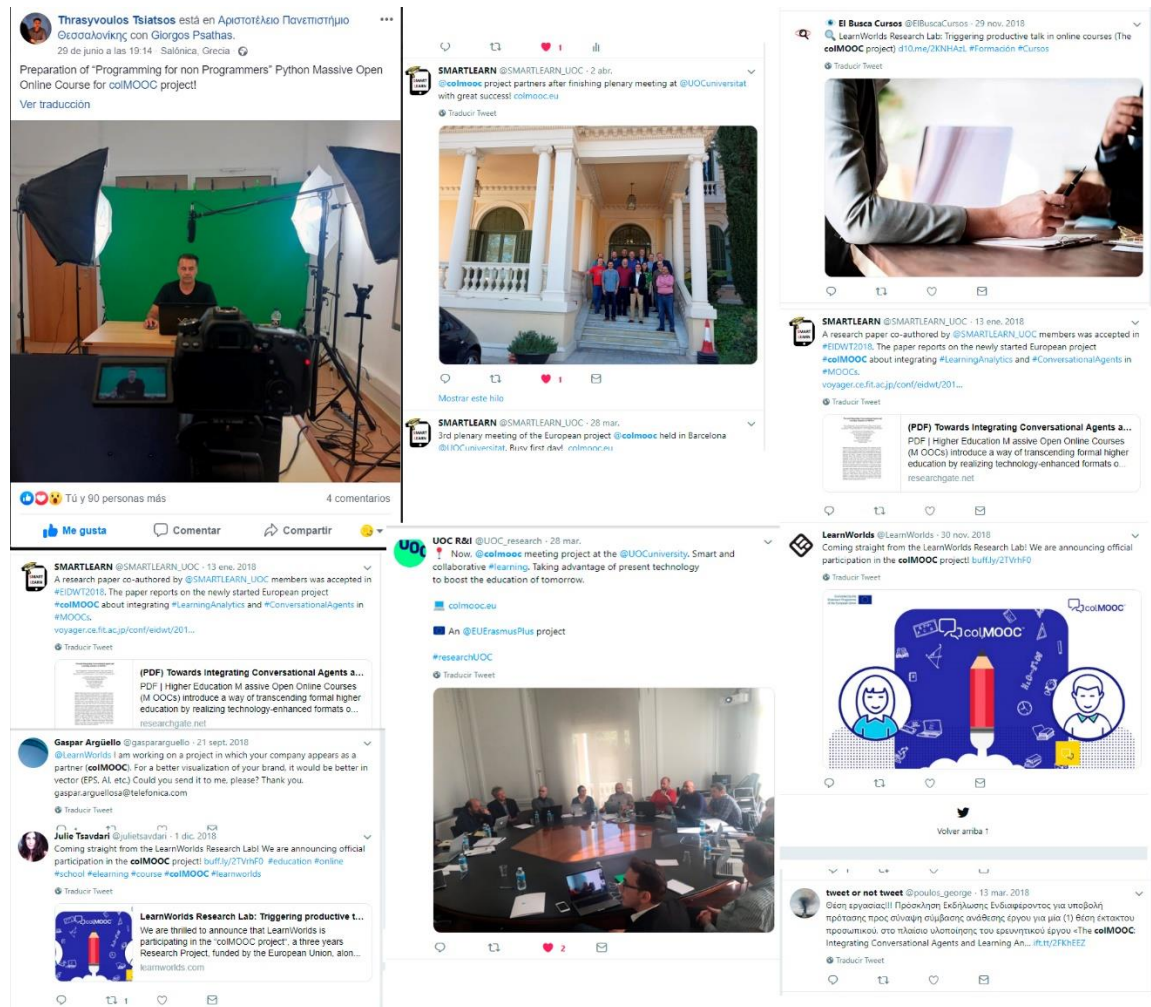 Thrasyvoulos Tsiatsos está en Αριστοτέλειο Πανεπιστήμιο
Θεσσαλονίκης con Giorgos Psathas.
29 de junio a las 19:14 · Salónica, Grecia ·
Preparation of "Programming for non Programmers" Python Massive Open
Online Course for colMOOC project!
Ver traducción
Tú y 90 personas más
4 comentarios
Me gusta
Comentar
Compartir
SMARTLEARN @SMARTLEARN_UOC · 13 ene. 2018
A research paper co-authored by @SMARTLEARN_UOC members was accepted in
#EIDWT2018. The paper reports on the newly started European project
#colMOOC about integrating #LearningAnalytics and #ConversationalAgents in
#MOOCs.
voyager.ce.fit.ac.jp/conf/eidwt/201...
Traducir Tweet
(PDF) Towards Integrating Conversational Agents a...
PDF | Higher Education M assive Open Online Courses
(M OOCs) introduce a way of transcending formal higher
education by realizing technology-enhanced formats o...
researchgate.net
Gaspar Argüello @gaspararguello · 21 sept. 2018
@LearnWorlds I am working on a project in which your company appears as a
partner (colMOOC). For a better visualization of your brand, it would be better in
vector (EPS, AI, etc.) Could you send it to me, please? Thank you.
gaspar.arguellosa@telefonica.com
Traducir Tweet
Julie Tsavdari @julietsavdari · 1 dic. 2018
Coming straight from the LearnWorlds Research Lab! We are announcing official
participation in the colMOOC project! buff.ly/2TVrhF0 #education #online
#school #elearning #course #colMOOC #learnworlds
Traducir Tweet
LearnWorlds Research Lab: Triggering productive t...
We are thrilled to announce that LearnWorlds is
participating in the "colMOOC project", a three years
Research Project, funded by the European Union, alon...
learnworlds.com
1
1
SMARTLEARN @SMARTLEARN_UOC · 2 abr.
@colmooc project partners after finishing plenary meeting at @UOCuniversitat
with great success! colmooc.eu
Traducir Tweet
1
Mostrar este hilo
SMARTLEARN @SMARTLEARN_UOC · 28 mar.
3rd plenary meeting of the European project @colmooc held in Barcelona
@UOCuniversitat. Busy first day! colmooc.eu
UOC R&I @UOC_research · 28 mar.
Now. @colmooc meeting project at the @UOCuniversity. Smart and
collaborative #learning. Taking advantage of present technology
to boost the education of tomorrow.
colmooc.eu
An @EUErasmusPlus project
#researchUOC
Traducir Tweet
2
El Busca Cursos @ElBuscaCursos · 29 nov. 2018
LearnWorlds Research Lab: Triggering productive talk in online courses (The
colMOOC project) d10.me/2KNHAzL #Formación #Cursos
Traducir Tweet
SMARTLEARN @SMARTLEARN_UOC · 13 ene. 2018
A research paper co-authored by @SMARTLEARN_UOC members was accepted in
#EIDWT2018. The paper reports on the newly started European project
#colMOOC about integrating #LearningAnalytics and #ConversationalAgents in
#MOOCs.
voyager.ce.fit.ac.jp/conf/eidwt/201...
Traducir Tweet
(PDF) Towards Integrating Conversational Agents a...
PDF | Higher Education M assive Open Online Courses
(M OOCs) introduce a way of transcending formal higher
education by realizing technology-enhanced formats o...
researchgate.net
LearnWorlds @LearnWorlds · 30 nov. 2018
Coming straight from the LearnWorlds Research Lab! We are announcing official
participation in the colMOOC project! buff.ly/2TVrhF0
Traducir Tweet
colMOOC
colMOOC
Volver arriba ↑
tweet or not tweet @poulos_george · 13 mar. 2018
Θέση εργασίας!!! Πρόσκληση Εκδήλωσης Ενδιαφέροντος για υποβολή
πρότασης προς σύναψη σύμβασης ανάθεσης έργου για μία (1) θέση έκτακτου
προσωπικού, στο πλαίσιο υλοποίησης του ερευνητικού έργου «The colMOOC:
Integrating Conversational Agents and Learning An... ift.tt/2FKhEEZ
Traducir Tweet